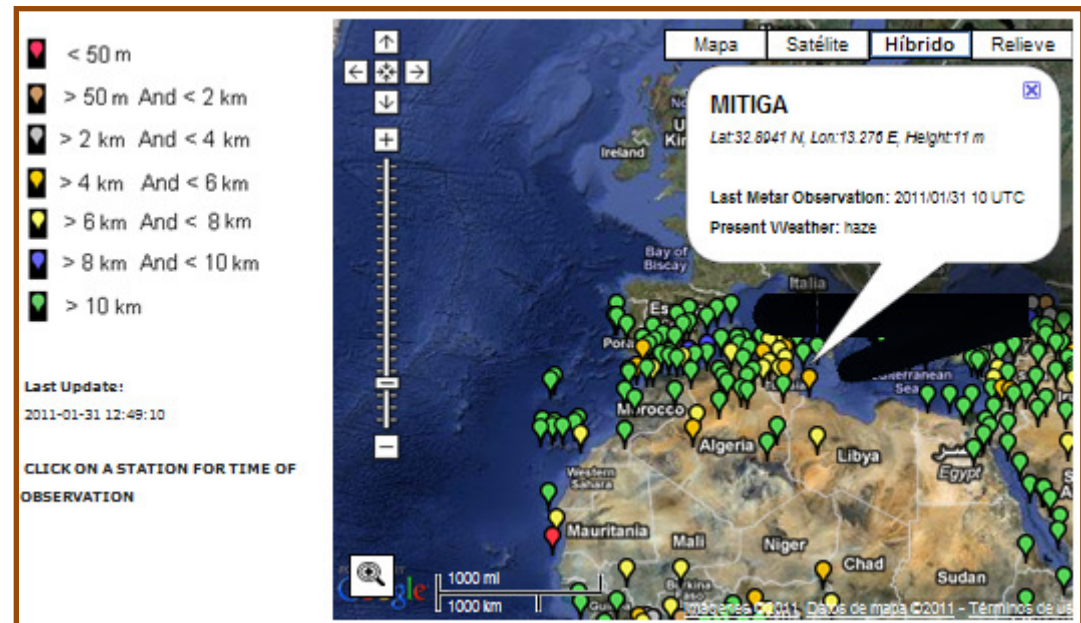 < 50 m
> 50 m And < 2 km
> 2 km And < 4 km
> 4 km And < 6 km
> 6 km And < 8 km
> 8 km And < 10 km
> 10 km
Last Update:
2011-01-31 12:49:10
CLICK ON A STATION FOR TIME OF
OBSERVATION
Mapa
Satélite
Híbrido
Relieve
MITIGA
Lat:32.8941 N, Lon:13.276 E, Height:11 m
Last Metar Observation: 2011/01/31 10 UTC
Present Weather: haze
Ireland
Bay of
Biscay
Italia
Sea
Morocco
Algeria
Libya
Egypt
Western
Sahara
Mauritania
Mali
Niger
Chad
Sudan
Burkina
Faso
Google
1000 mi
1000 km
Imágenes ©2011, Datos de mapa ©2011 - Términos de us